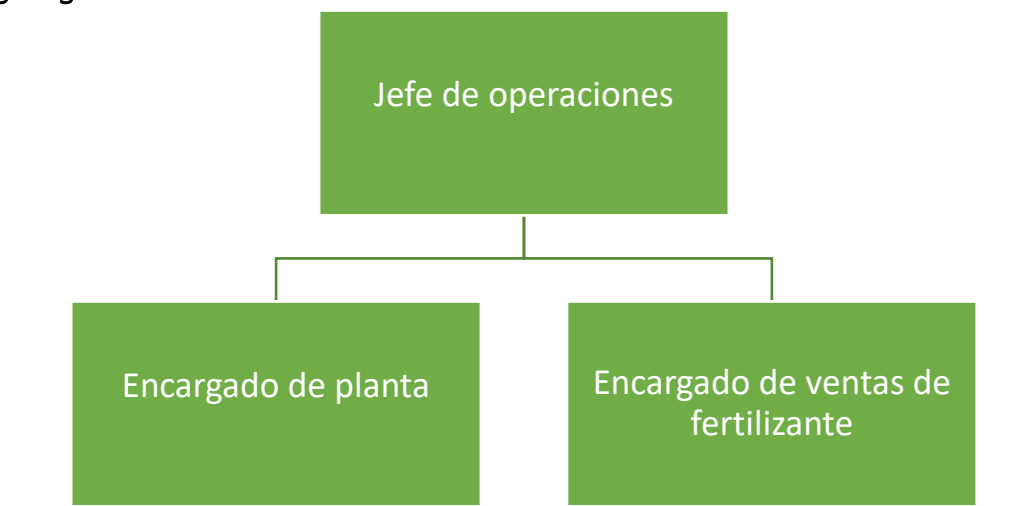 Jefe de operaciones
Encargado de planta
Encargado de ventas de
fertilizante